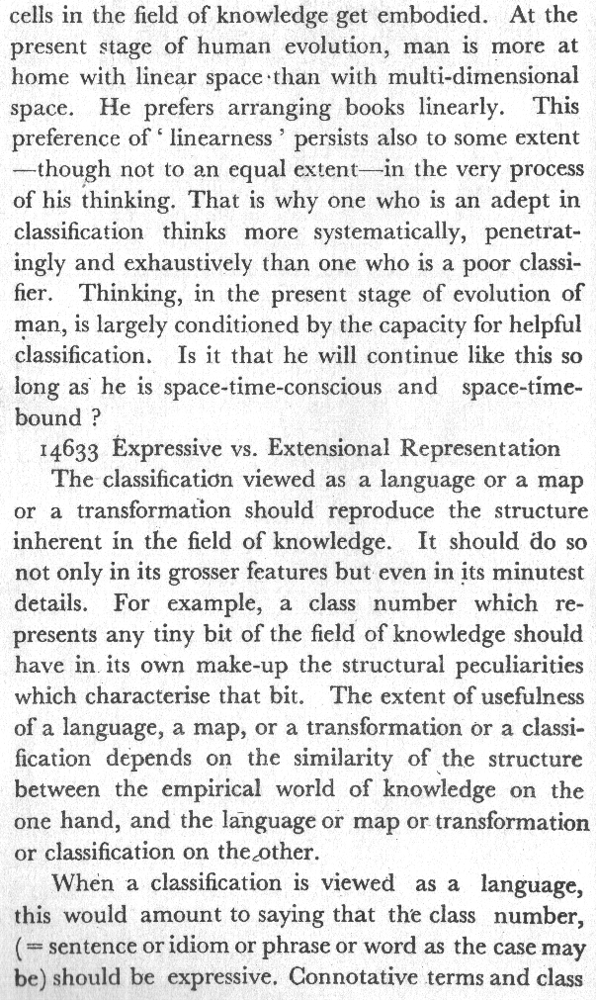 cells in the field of knowledge get embodied. At the
present stage of human evolution, man is more at
home with linear space than with multi-dimensional
space. He prefers arranging books linearly. This
preference of ‘ linearness ’ persists also to some extent
—though not to an equal extent—in the very process
of his thinking. That is why one who is an adept in
classification thinks more systematically, penetrat-
ingly and exhaustively than one who is a poor classi-
fier. Thinking, in the present stage of evolution of
man, is largely conditioned by the capacity for helpful
classification. Is it that he will continue like this so
long as he is space-time-conscious and space-time-
bound ?
14633 Expressive vs. Extensional Representation
The classification viewed as a language or a map
or a transformation should reproduce the structure
inherent in the field of knowledge. It should do so
not only in its grosser features but even in its minutest
details. For example, a class number which re-
presents any tiny bit of the field of knowledge should
have in its own make-up the structural peculiarities
which characterise that bit. The extent of usefulness
of a language, a map, or a transformation or a classi-
fication depends on the similarity of the structure
between the empirical world of knowledge on the
one hand, and the language or map or transformation
or classification on the other.
When a classification is viewed as a language,
this would amount to saying that the class number,
(= sentence or idiom or phrase or word as the case may
be) should be expressive. Connotative terms and class